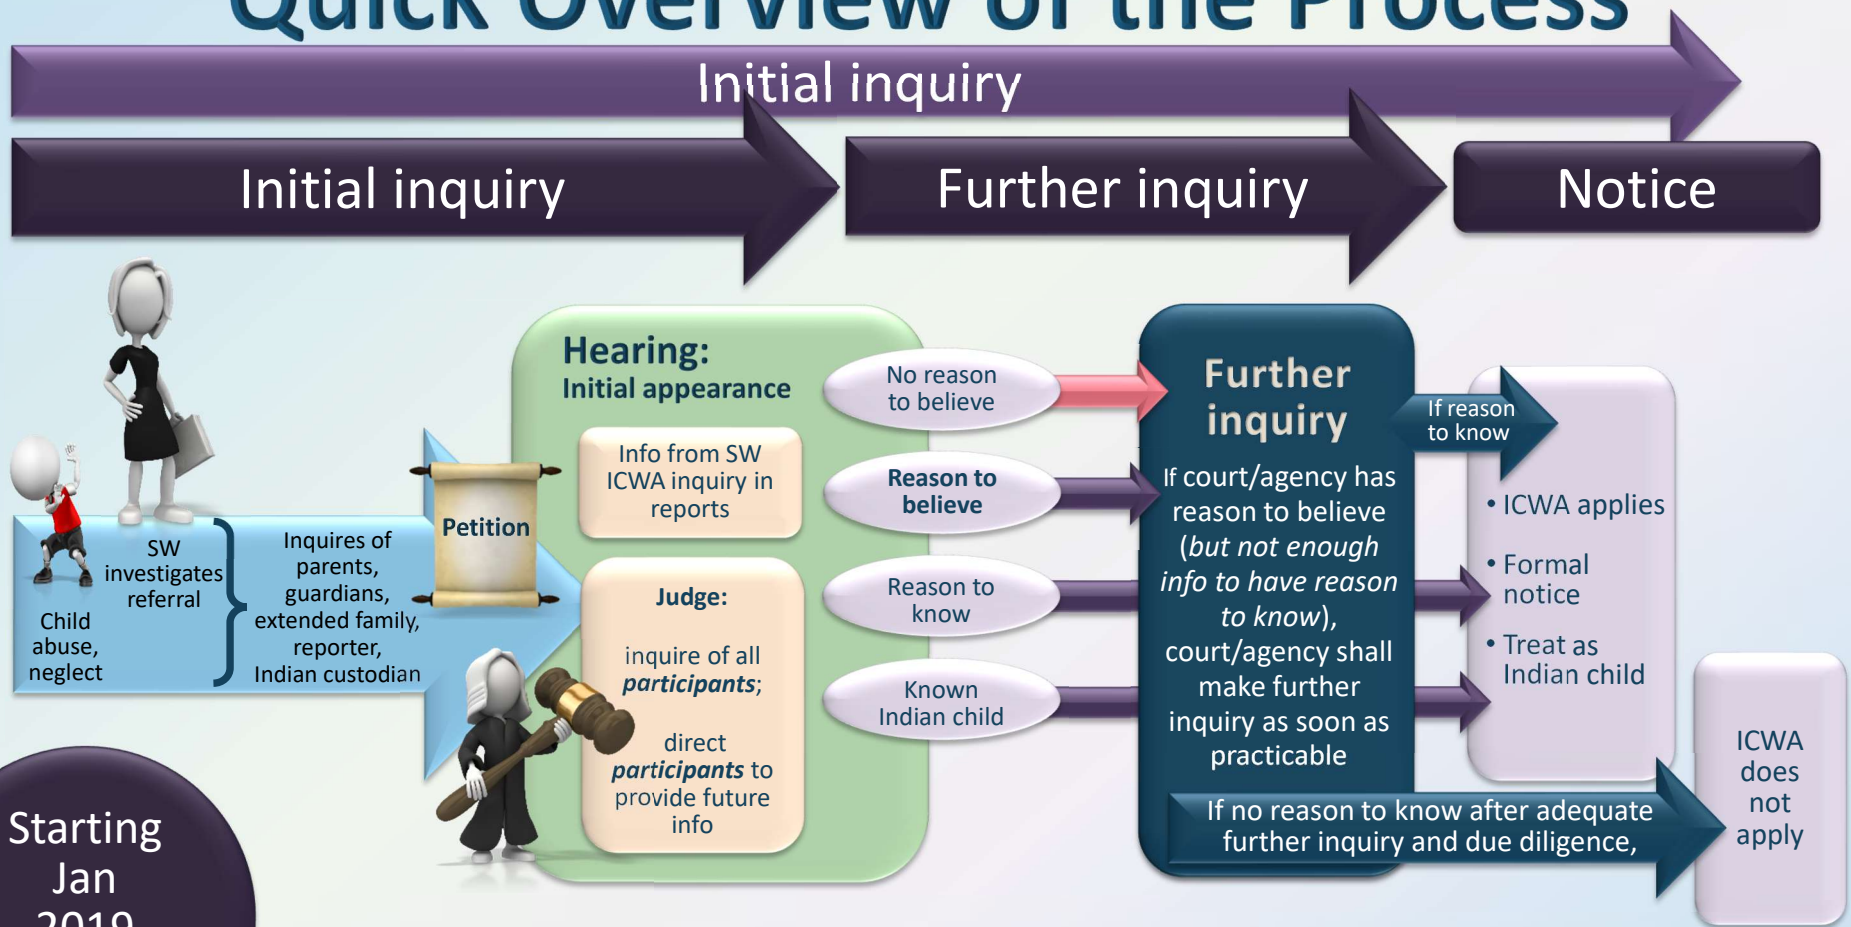 Quick Overview of the Process
Initial inquiry
Initial inquiry
Further inquiry
Notice
Child
abuse,
neglect
SW
investigates
referral
Inquires of
parents,
guardians,
extended family,
reporter,
Indian custodian
Petition
Hearing:
Initial appearance
Info from SW
ICWA inquiry in
reports
Judge:
inquire of all
participants;
direct
participants to
provide future
info
No reason
to believe
Reason to
believe
Reason to
know
Known
Indian child
Further
inquiry
If court/agency has
reason to believe
(but not enough
info to have reason
to know),
court/agency shall
make further
inquiry as soon as
practicable
If reason
to know
• ICWA applies
• Formal
notice
• Treat as
Indian child
If no reason to know after adequate
further inquiry and due diligence,
ICWA
does
not
apply
Starting
Jan
2019